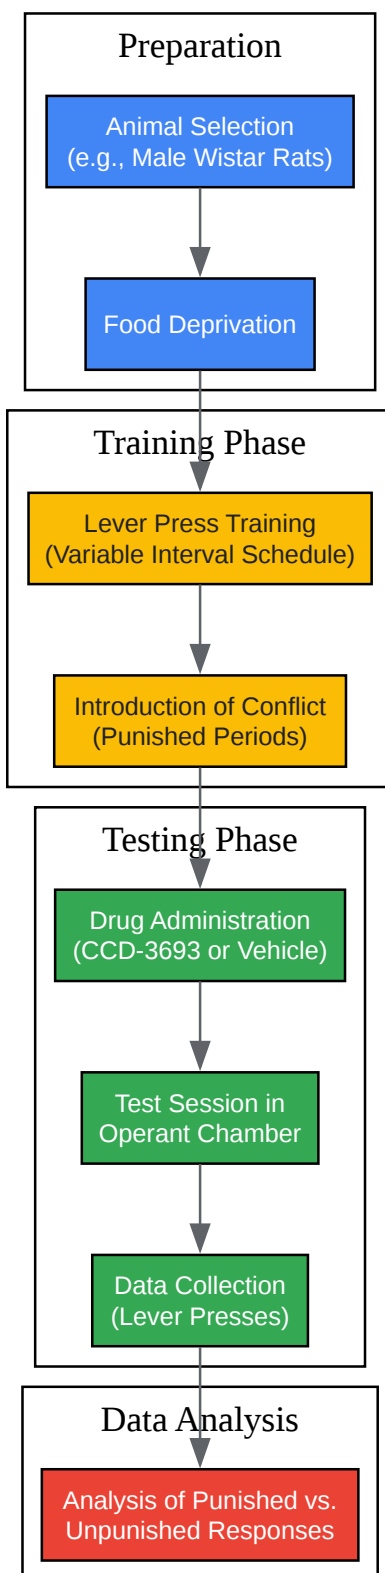 Preparation
Animal Selection
(e.g., Male Wistar Rats)
Food Deprivation
Training Phase
Lever Press Training
(Variable Interval Schedule)
Introduction of Conflict
(Punished Periods)
Testing Phase
Drug Administration
(CCD-3693 or Vehicle)
Test Session in
Operant Chamber
Data Collection
(Lever Presses)
Data Analysis
Analysis of Punished vs.
Unpunished Responses